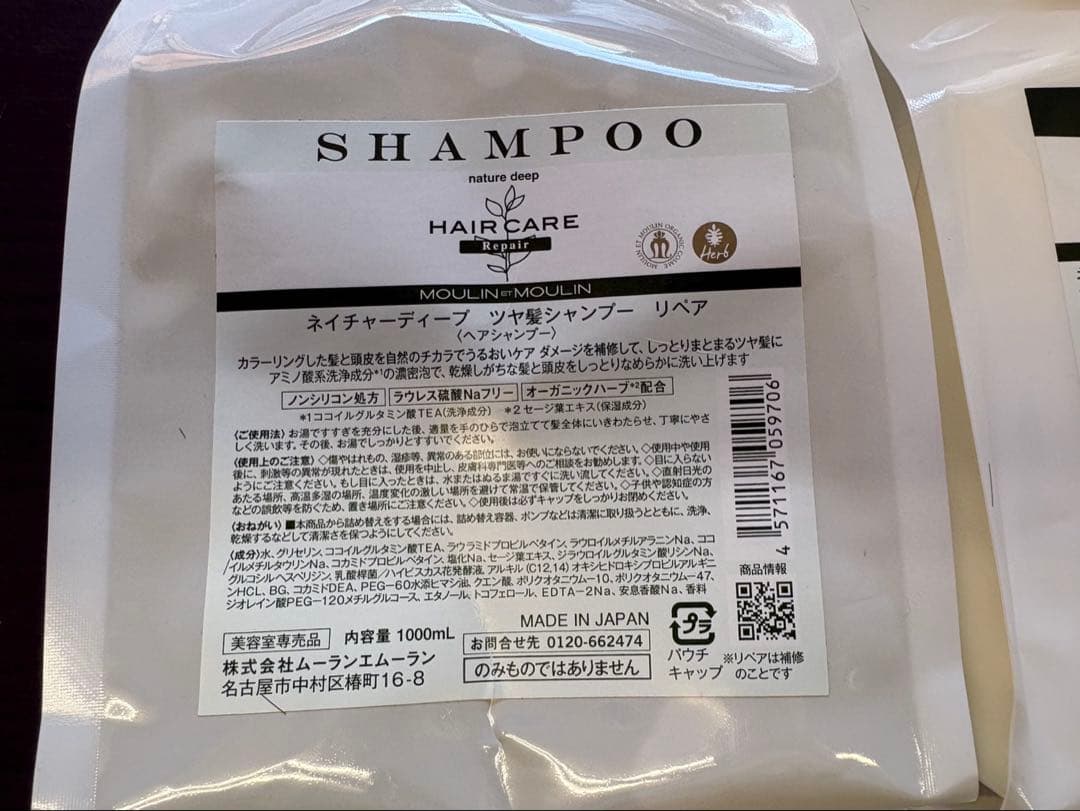 SHAMPOO
nature deep
HAIR CARE
Repair
MOULIN ET MOULIN ORGANIC COSME
Herb
MOULIN ET MOULIN
ネイチャーディープ ツヤ髪シャンプー リペア
〈ヘアシャンプー〉
カラーリングした髪と頭皮を自然のチカラでうるおいケア ダメージを補修して、しっとりまとまるツヤ髪に
アミノ酸系洗浄成分*1の濃密泡で、乾燥しがちな髪と頭皮をしっとりなめらかに洗い上げます
ノンシリコン処方 ラウレス硫酸Naフリー オーガニックハーブ*2配合
*1ココイルグルタミン酸TEA(洗浄成分) *2セージ葉エキス(保湿成分)
〈ご使用法〉お湯ですすぎを充分にした後、適量を手のひらで泡立てて髪全体にいきわたらせ、丁寧にやさ
しく洗います。その後、お湯でしっかりとすすいでください。
〈使用上のご注意〉◇傷やはれもの、湿疹等、異常のある部位には、お使いにならないでください。◇使用中や使用
後に、刺激等の異常が現れたときは、使用を中止し、皮膚科専門医等へのご相談をお勧めします。◇目に入らない
ようにご注意ください。もし目に入ったときは、水またはぬるま湯ですぐに洗い流してください。◇直射日光の
あたる場所、高温多湿の場所、温度変化の激しい場所を避けて常温で保管してください。◇子供や認知症の方
などの誤飲等を防ぐため、置き場所にご注意ください。◇使用後は必ずキャップをしっかりお閉めください。
〈おねがい〉■本商品から詰め替えをする場合には、詰め替え容器、ポンプなどは清潔に取り扱うとともに、洗浄、
乾燥するなどして清潔さを保つようにしてください。
〈成分〉水、グリセリン、ココイルグルタミン酸TEA、ラウラミドプロピルベタイン、ラウロイルメチルアラニンNa、ココ
イルメチルタウリンNa、コカミドプロピルベタイン、塩化Na、セージ葉エキス、ジラウロイルグルタミン酸リシンNa、
グルコシルヘスペリジン、乳酸桿菌/ハイビスカス花発酵液、アルキル(C12,14)オキシヒドロキシプロピルアルギニ
ンHCL、BG、コカミドDEA、PEG-60水添ヒマシ油、クエン酸、ポリクオタニウム-10、ポリクオタニウム-47、
ジオレイン酸PEG-120メチルグルコース、エタノール、トコフェロール、EDTA-2Na、安息香酸Na、香料
4 571167 059706
商品情報
MADE IN JAPAN
美容室専売品 内容量 1000mL
お問合せ先 0120-662474
株式会社ムーランエムーラン
のみものではありません
名古屋市中村区椿町16-8
プラ
パウチ
キャップ
※リペアは補修
のことです